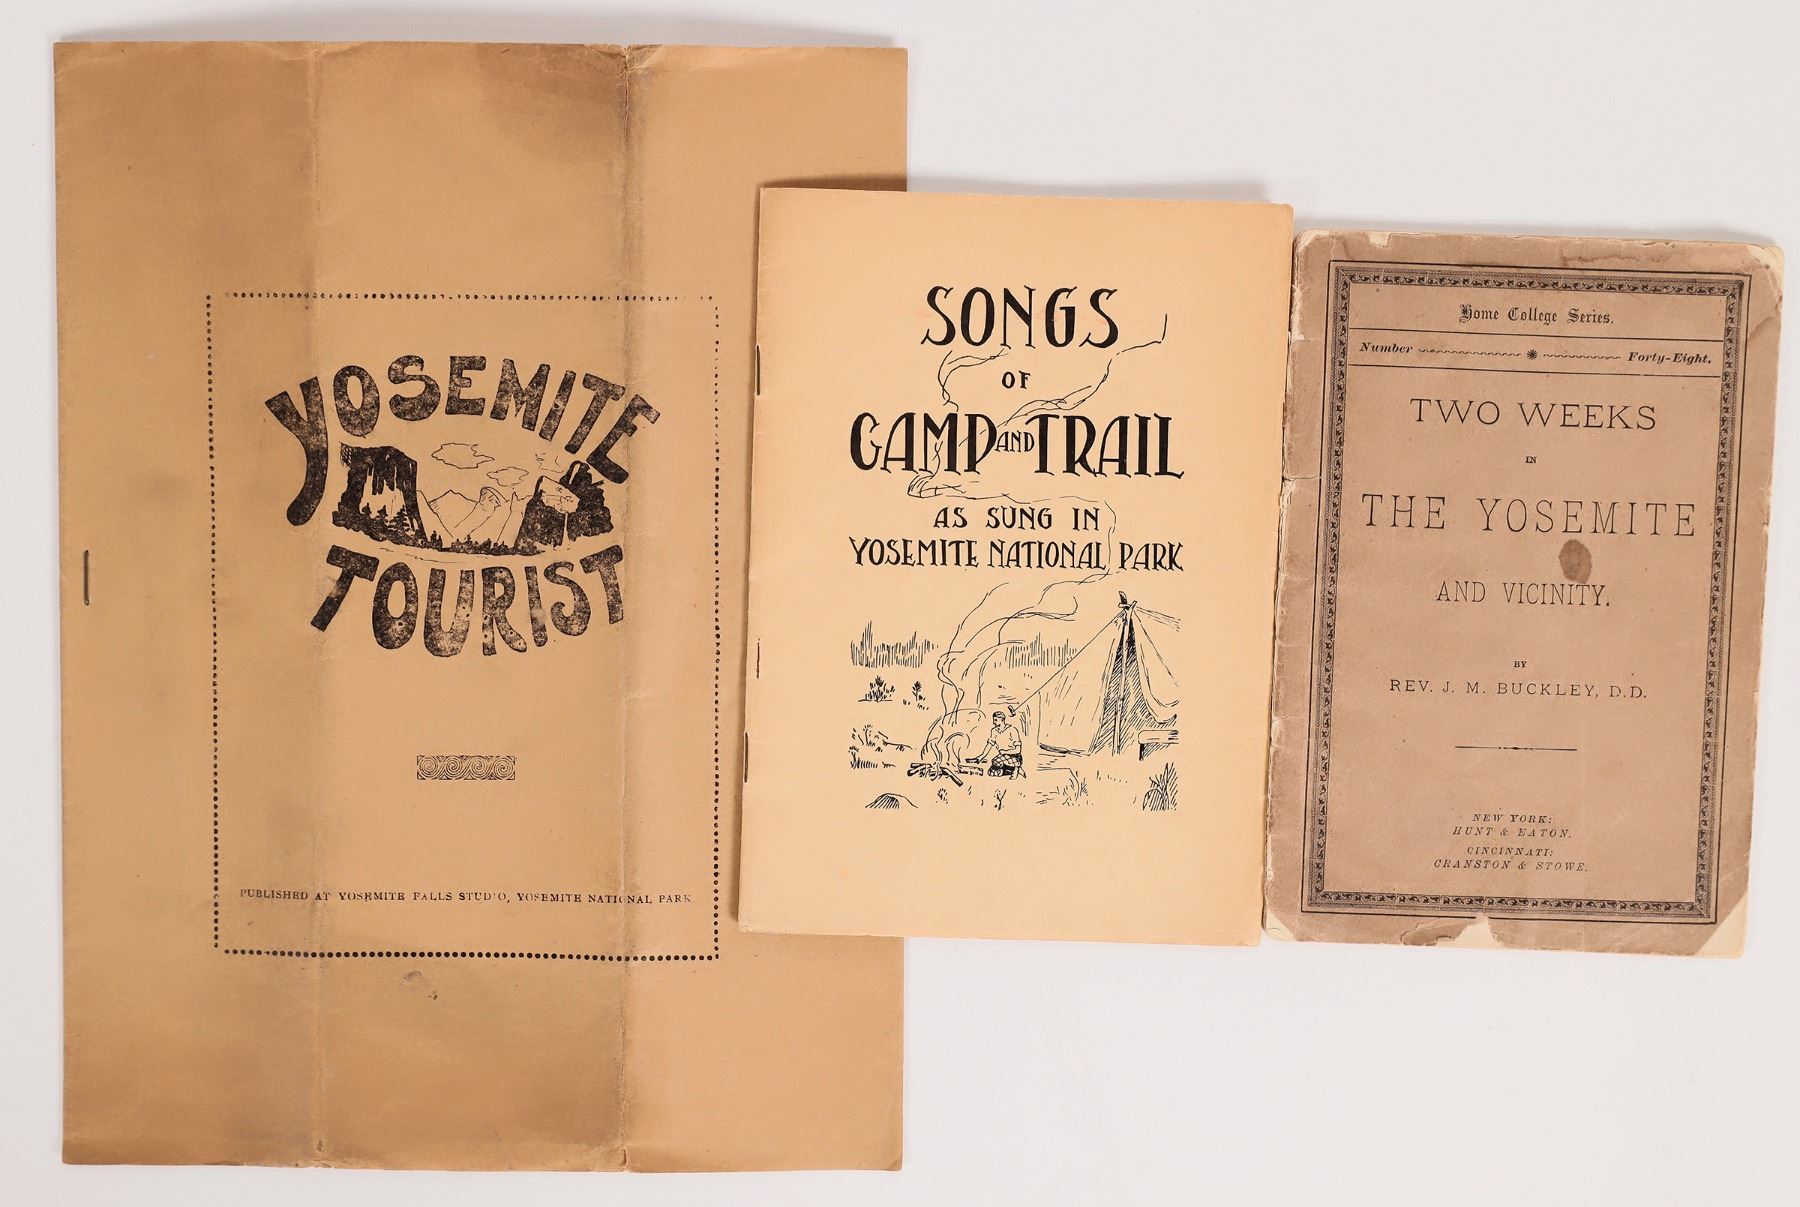 YOSEMITE
TOURIST
PUBLISHED AT YOSEMITE FALLS STUD'O, YOSEMITE NATIONAL PARK
SONGS
OF
CAMP AND TRAIL
AS SUNG IN
YOSEMITE NATIONAL PARK
Home College Series.
Number Forty-Eight.
TWO WEEKS
IN
THE YOSEMITE
AND VICINITY.
BY
REV. J. M. BUCKLEY, D.D.
NEW YORK:
HUNT & EATON.
CINCINNATI:
CRANSTON & STOWE.